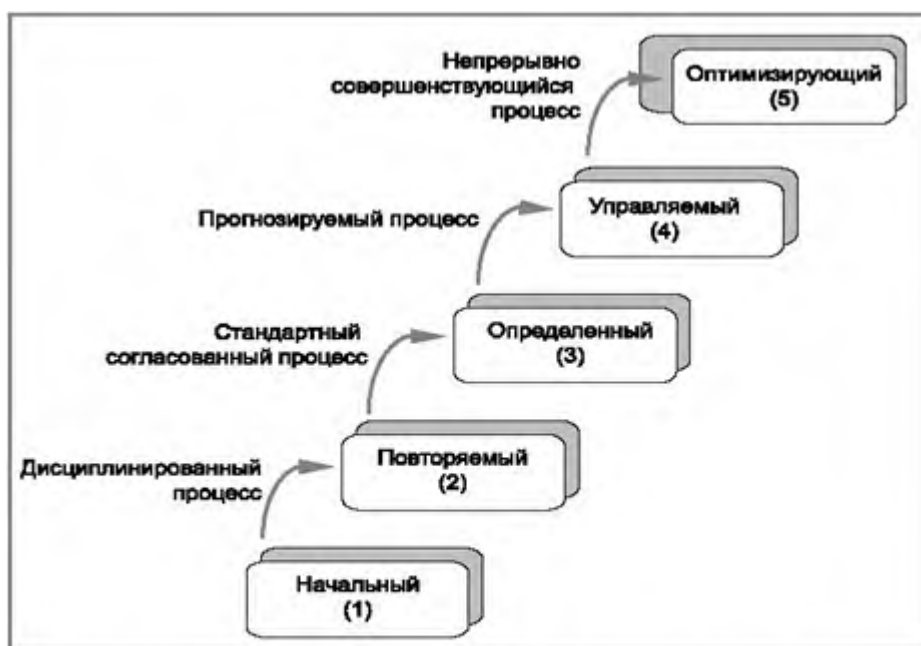 Непрерывно
совершенствующийся
процесс
Оптимизирующий
(5)
Прогнозируемый процесс
Управляемый
(4)
Стандартный
согласованный процесс
Определенный
(3)
Дисциплинированный
процесс
Повторяемый
(2)
Начальный
(1)